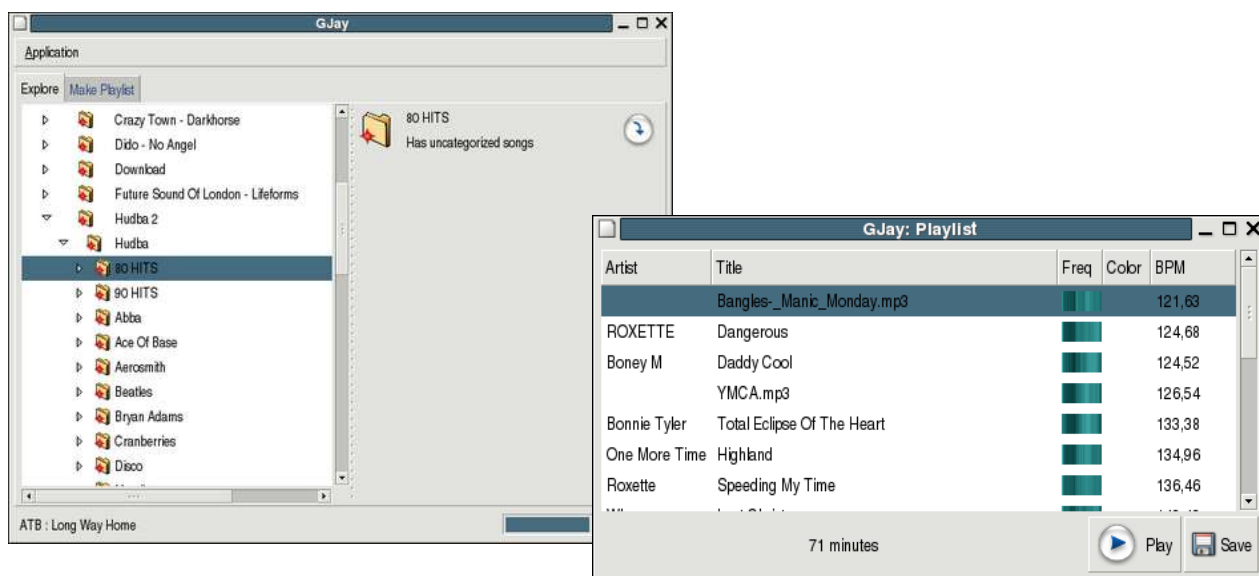 GJay
Application
Explore Make Playlist
Crazy Town - Darkhorse
Dido - No Angel
Download
Future Sound Of London - Lifeforms
Hudba 2
Hudba
80 HITS
90 HITS
Abba
Ace Of Base
Aerosmith
Beatles
Bryan Adams
Cranberries
Disco
80 HITS
Has uncategorized songs
ATB : Long Way Home
GJay: Playlist
Artist Title Freq Color BPM
Bangles-_Manic_Monday.mp3 121,63
ROXETTE Dangerous 124,68
Boney M Daddy Cool 124,52
YMCA.mp3 126,54
Bonnie Tyler Total Eclipse Of The Heart 133,38
One More Time Highland 134,96
Roxette Speeding My Time 136,46
71 minutes Play Save